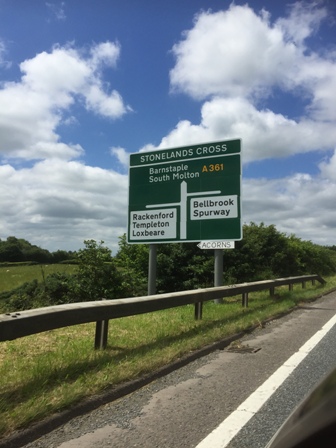 STONELANDS CROSS
Barnstaple
South Molton A361
Bellbrook
Spurway
Rackenford
Templeton
Loxbeare
ACORNS